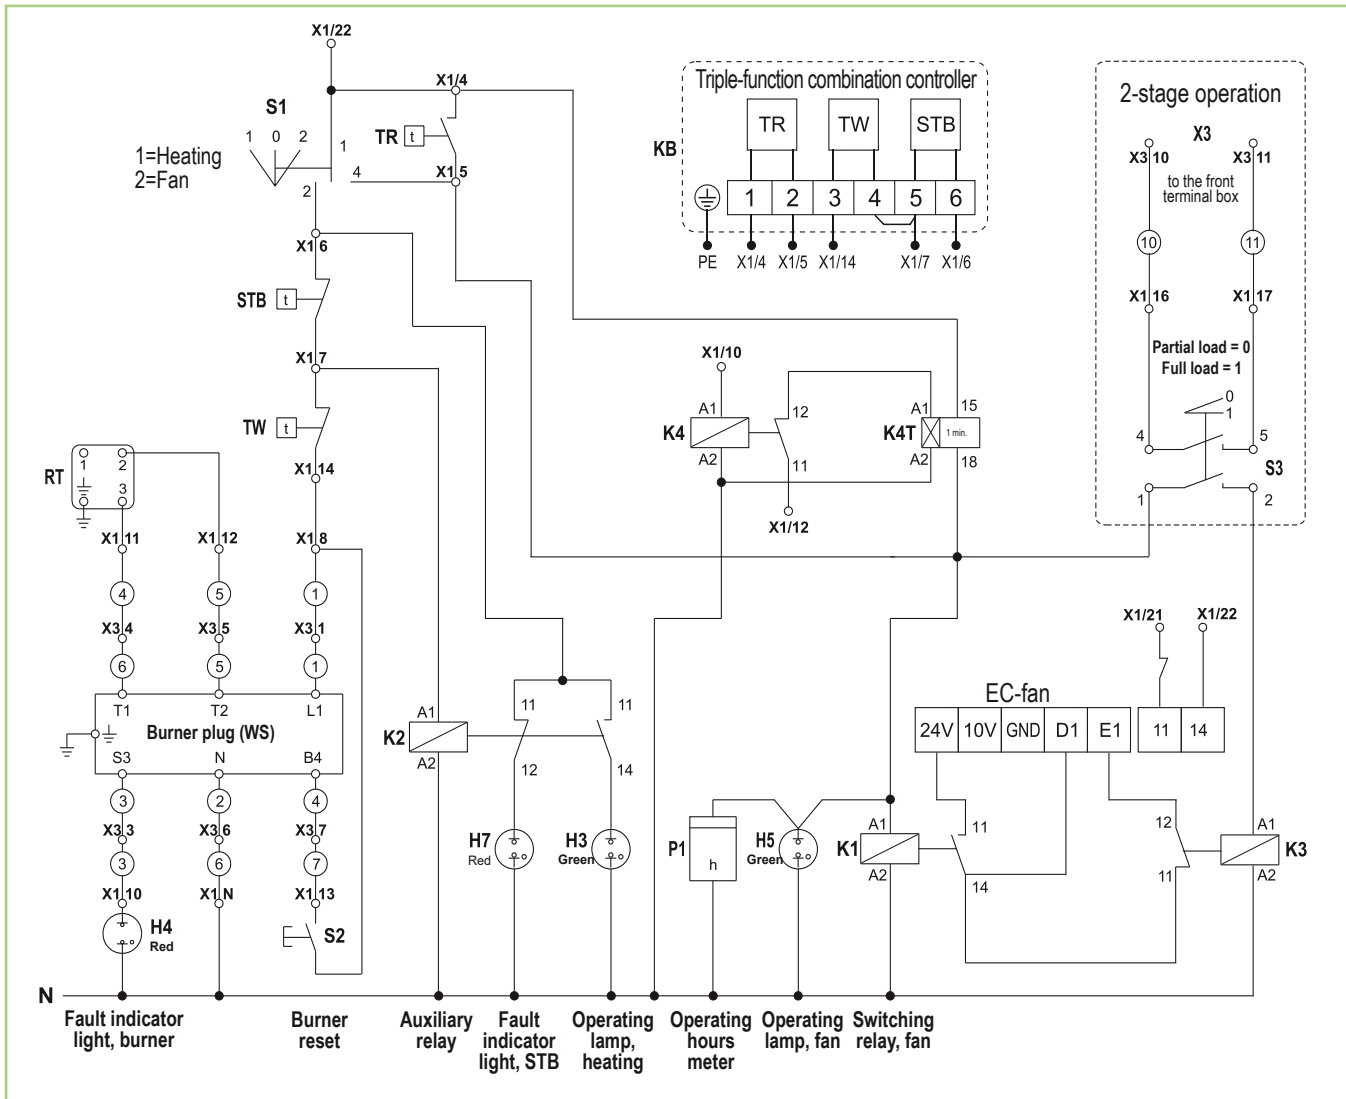 X1/22
X1/4
S1
1 0 2
1
TR t
1=Heating
2=Fan
4
X1 5
2
X1 6
STB t
X1 7
TW t
X1 14
Triple-function combination controller
TR TW STB
KB
1 2 3 4 5 6
PE X1/4 X1/5 X1/14 X1/7 X1/6
2-stage operation
X3
X3 10 X3 11
to the front
terminal box
10 11
X1 16 X1 17
Partial load = 0
Full load = 1
0
1
4 5
S3
1 2
X1/10
A1 12 A1 15
K4 K4T 1 min.
A2 11 A2 18
X1/12
RT
1 2
3
X1 11 X1 12 X1 8
4 5 1
X3 4 X3 5 X3 1
6 5 1
T1 T2 L1
Burner plug (WS)
S3 N B4
3 2 4
X3 3 X3 6 X3 7
3 6 7
X1 10 X1 N X1 13
H4
Red
S2
A1
K2
A2
11 11
12 14
H7
Red
H3
Green
P1
h
H5
Green
A1
K1
A2
11
14
X1/21 X1/22
EC-fan
24V 10V GND D1 E1 11 14
12
11
A1
K3
A2
N
Fault indicator
light, burner
Burner
reset
Auxiliary
relay
Fault
indicator
light, STB
Operating
lamp,
heating
Operating
hours
meter
Operating
lamp, fan
Switching
relay, fan